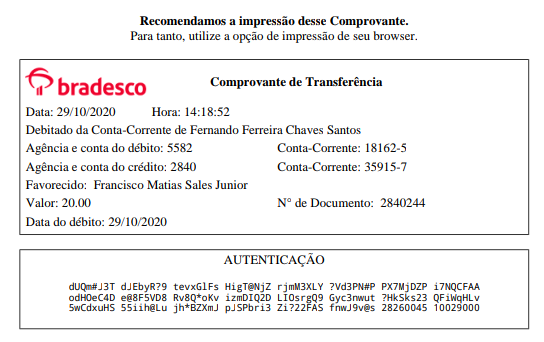 Recomendamos a impressão desse Comprovante.
Para tanto, utilize a opção de impressão de seu browser.
bradesco Comprovante de Transferência
Data: 29/10/2020 Hora: 14:18:52
Debitado da Conta-Corrente de Fernando Ferreira Chaves Santos
Agência e conta do débito: 5582 Conta-Corrente: 18162-5
Agência e conta do crédito: 2840 Conta-Corrente: 35915-7
Favorecido: Francisco Matias Sales Junior
Valor: 20.00 N° de Documento: 2840244
Data do débito: 29/10/2020
AUTENTICAÇÃO
dUQm#J3T dJEbyR?9 tevxGlFs HigT@NjZ rjmM3XLY ?Vd3PN#P PX7MjDZP i7NQCFAA
odHOeC4D e@8F5VD8 Rv8Q*oKv izmDIQ2D LIOsrgQ9 Gyc3nwut ?HkSks23 QFiWqHLv
5wCdxuHS 55iih@Lu jh*BZXmJ pJSPbri3 Zi?22FAS fnwJ9v@s 28260045 10029000